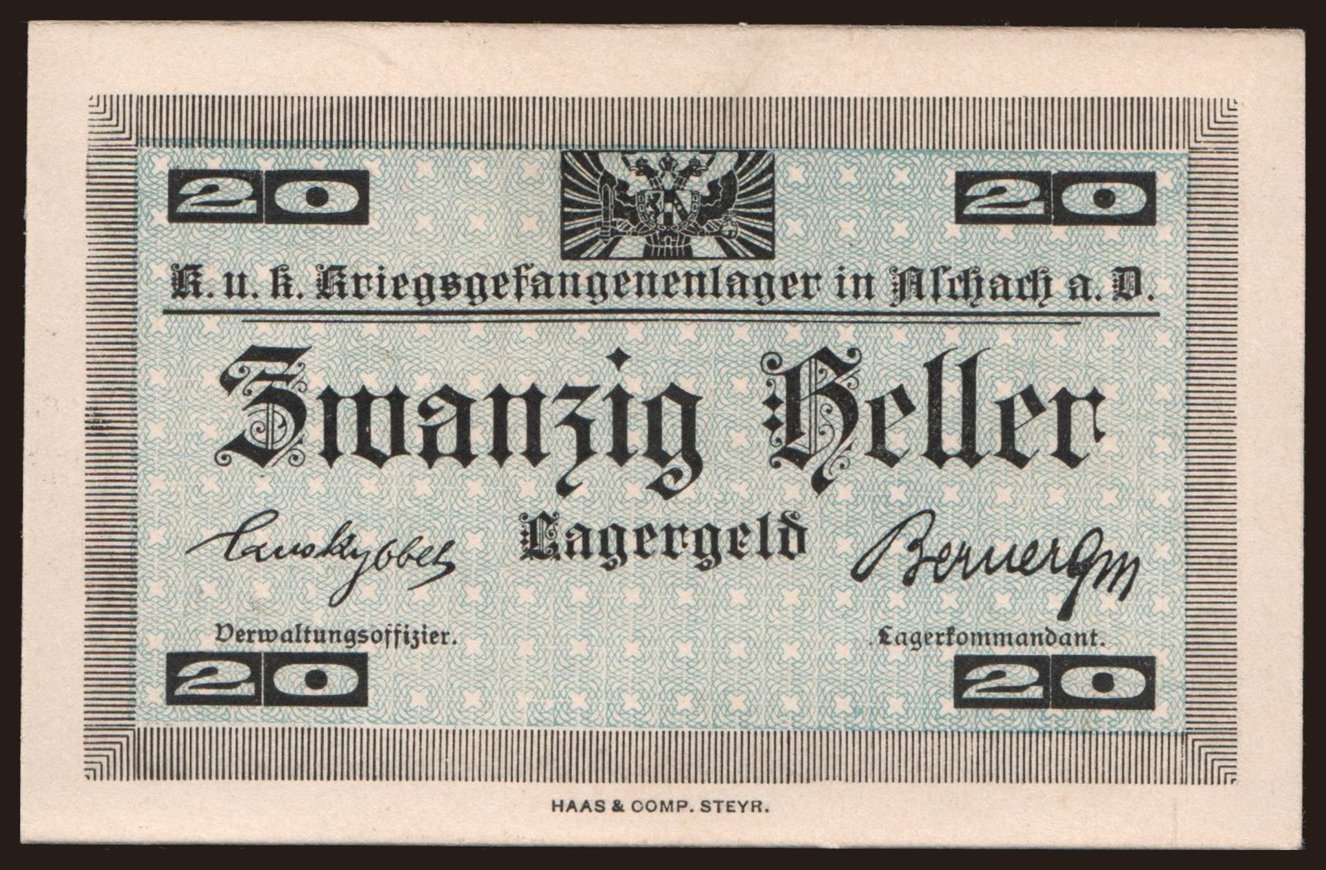 20 20
K. u. k. Kriegsgefangenenlager in Aschach a. D.
Zwanzig Heller
Lagergeld
Verwaltungsoffizier. Lagerkommandant.
20 20
HAAS & COMP. STEYR.